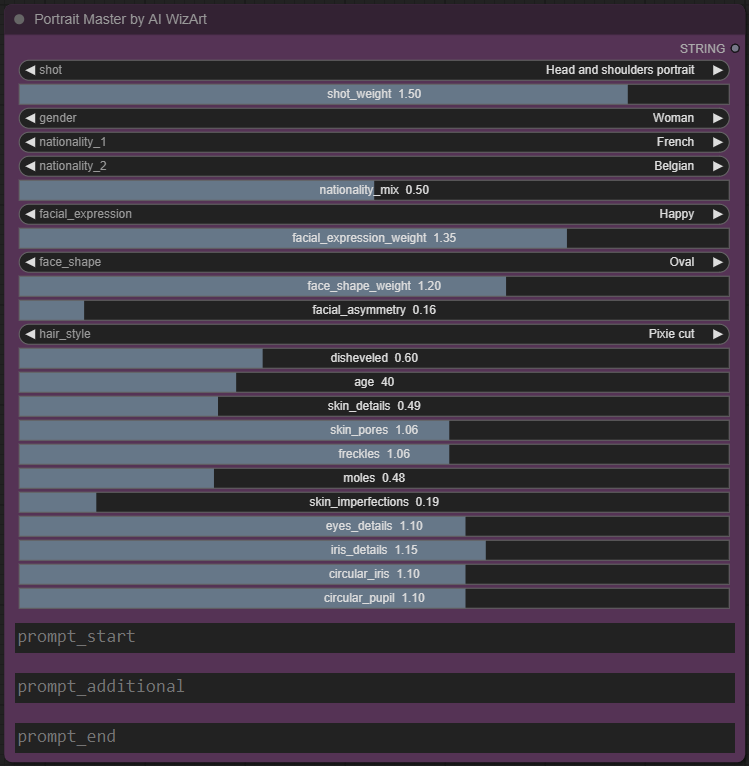 Portrait Master by AI WizArt
STRING
shot Head and shoulders portrait
shot_weight 1.50
gender Woman
nationality_1 French
nationality_2 Belgian
nationality_mix 0.50
facial_expression Happy
facial_expression_weight 1.35
face_shape Oval
face_shape_weight 1.20
facial_asymmetry 0.16
hair_style Pixie cut
disheveled 0.60
age 40
skin_details 0.49
skin_pores 1.06
freckles 1.06
moles 0.48
skin_imperfections 0.19
eyes_details 1.10
iris_details 1.15
circular_iris 1.10
circular_pupil 1.10
prompt_start
prompt_additional
prompt_end